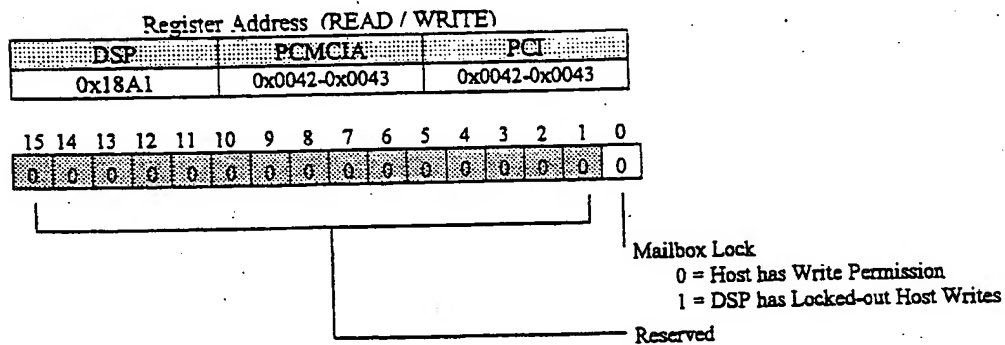 Register Address (READ / WRITE)
DSP PCMCIA PCI
0x18A1 0x0042-0x0043 0x0042-0x0043
15 14 13 12 11 10 9 8 7 6 5 4 3 2 1 0
0 0 0 0 0 0 0 0 0 0 0 0 0 0 0 0
Mailbox Lock
0 = Host has Write Permission
1 = DSP has Locked-out Host Writes
Reserved